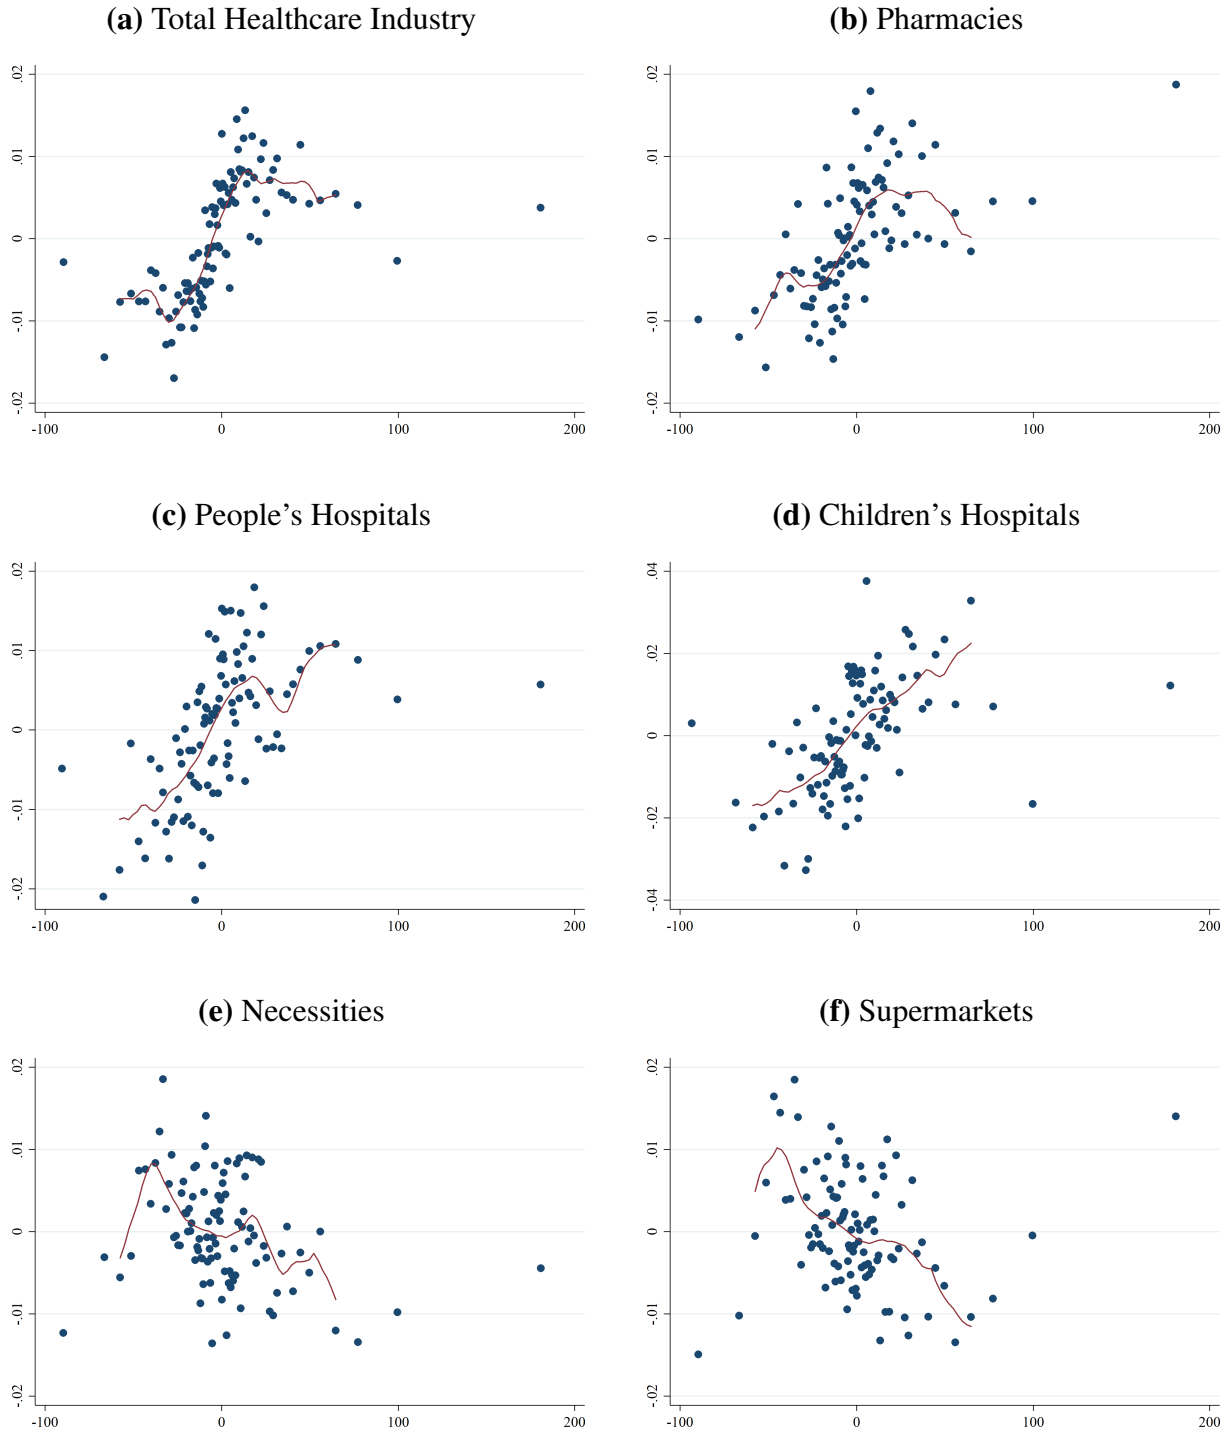 (a) Total Healthcare Industry
.02
.01
0
-.01
-.02
-100 0 100 200
(b) Pharmacies
.02
.01
0
-.01
-.02
-100 0 100 200
(c) People’s Hospitals
.02
.01
0
-.01
-.02
-100 0 100 200
(d) Children’s Hospitals
.04
.02
0
-.02
-.04
-100 0 100 200
(e) Necessities
.02
.01
0
-.01
-.02
-100 0 100 200
(f) Supermarkets
.02
.01
0
-.01
-.02
-100 0 100 200